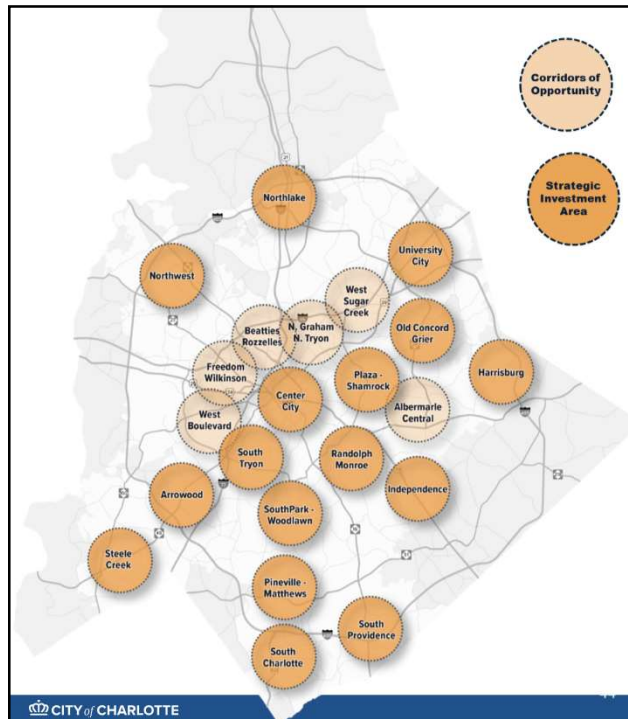 Corridors of
Opportunity
Strategic
Investment
Area
Northlake
University
City
Northwest
West
Sugar
Creek
Beatties
Rozzelles
N. Graham
N. Tryon
Old Concord
Grier
Freedom
Wilkinson
Plaza -
Shamrock
Harrisburg
Center
City
West
Boulevard
Albermarle
Central
South
Tryon
Randolph
Monroe
Arrowood
Independence
SouthPark -
Woodlawn
Steele
Creek
Pineville -
Matthews
South
Providence
South
Charlotte
CITY of CHARLOTTE